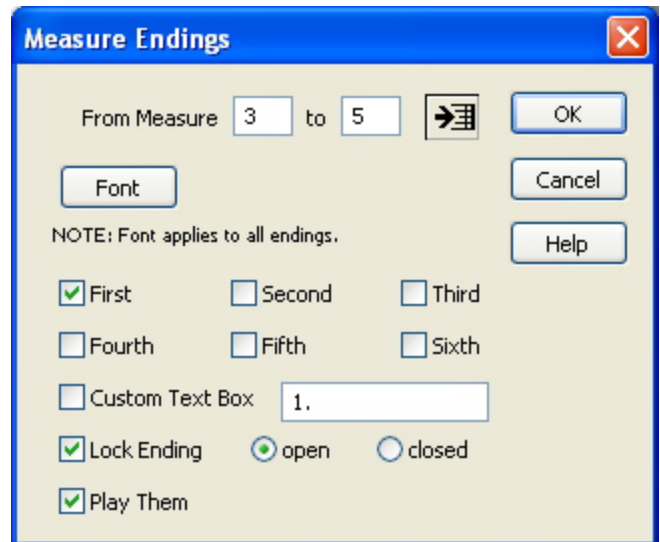 Measure Endings
From Measure 3 to 5 OK
Font Cancel
NOTE: Font applies to all endings. Help
First Second Third
Fourth Fifth Sixth
Custom Text Box 1.
Lock Ending open closed
Play Them